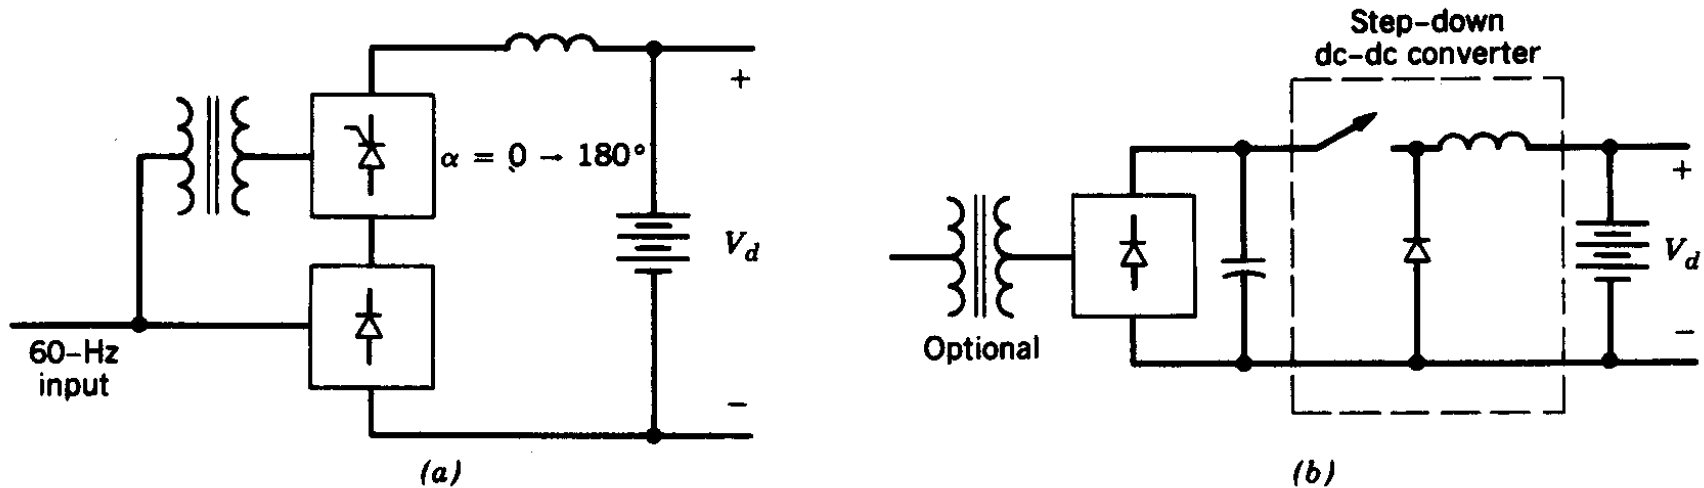 Step-down
dc-dc converter
+
α = 0 → 180°
+
V_d
V_d
60-Hz
input
Optional
−
−
(a)
(b)